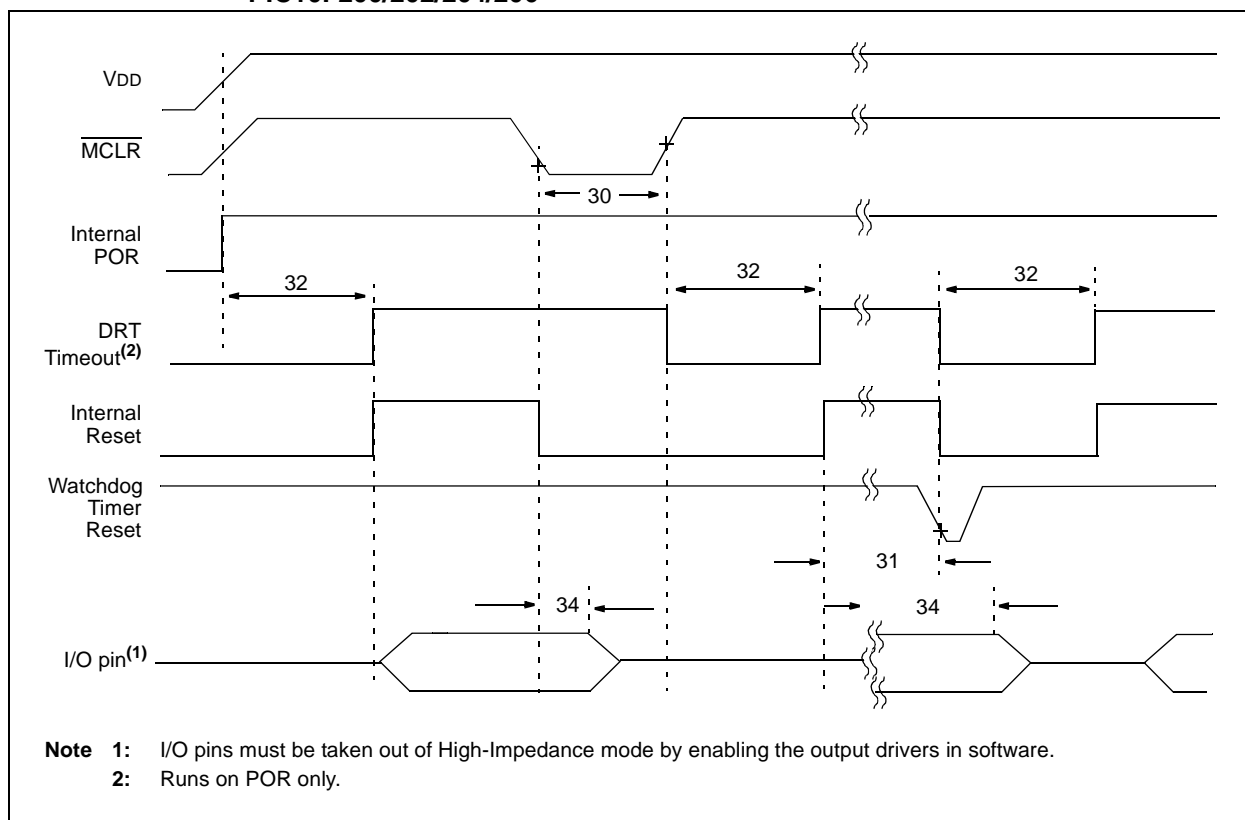 VDD
MCLR
30
Internal
POR
32
32
32
DRT
Timeout(2)
Internal
Reset
Watchdog
Timer
Reset
31
34
34
I/O pin(1)
Note 1: I/O pins must be taken out of High-Impedance mode by enabling the output drivers in software.
2: Runs on POR only.